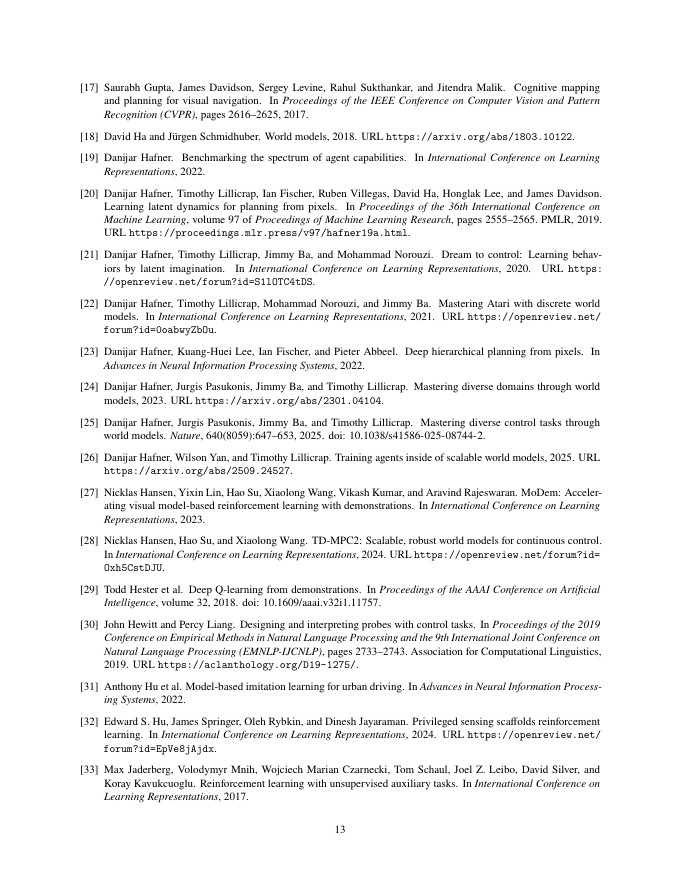 [17] Saurabh Gupta, James Davidson, Sergey Levine, Rahul Sukthankar, and Jitendra Malik. Cognitive mapping
and planning for visual navigation. In Proceedings of the IEEE Conference on Computer Vision and Pattern
Recognition (CVPR), pages 2616–2625, 2017.
[18] David Ha and Jürgen Schmidhuber. World models, 2018. URL https://arxiv.org/abs/1803.10122.
[19] Danijar Hafner. Benchmarking the spectrum of agent capabilities. In International Conference on Learning
Representations, 2022.
[20] Danijar Hafner, Timothy Lillicrap, Ian Fischer, Ruben Villegas, David Ha, Honglak Lee, and James Davidson.
Learning latent dynamics for planning from pixels. In Proceedings of the 36th International Conference on
Machine Learning, volume 97 of Proceedings of Machine Learning Research, pages 2555–2565. PMLR, 2019.
URL https://proceedings.mlr.press/v97/hafner19a.html.
[21] Danijar Hafner, Timothy Lillicrap, Jimmy Ba, and Mohammad Norouzi. Dream to control: Learning behav-
iors by latent imagination. In International Conference on Learning Representations, 2020. URL https:
//openreview.net/forum?id=S1lOTC4tDS.
[22] Danijar Hafner, Timothy Lillicrap, Mohammad Norouzi, and Jimmy Ba. Mastering Atari with discrete world
models. In International Conference on Learning Representations, 2021. URL https://openreview.net/
forum?id=0oabwyZbOu.
[23] Danijar Hafner, Kuang-Huei Lee, Ian Fischer, and Pieter Abbeel. Deep hierarchical planning from pixels. In
Advances in Neural Information Processing Systems, 2022.
[24] Danijar Hafner, Jurgis Pasukonis, Jimmy Ba, and Timothy Lillicrap. Mastering diverse domains through world
models, 2023. URL https://arxiv.org/abs/2301.04104.
[25] Danijar Hafner, Jurgis Pasukonis, Jimmy Ba, and Timothy Lillicrap. Mastering diverse control tasks through
world models. Nature, 640(8059):647–653, 2025. doi: 10.1038/s41586-025-08744-2.
[26] Danijar Hafner, Wilson Yan, and Timothy Lillicrap. Training agents inside of scalable world models, 2025. URL
https://arxiv.org/abs/2509.24527.
[27] Nicklas Hansen, Yixin Lin, Hao Su, Xiaolong Wang, Vikash Kumar, and Aravind Rajeswaran. MoDem: Acceler-
ating visual model-based reinforcement learning with demonstrations. In International Conference on Learning
Representations, 2023.
[28] Nicklas Hansen, Hao Su, and Xiaolong Wang. TD-MPC2: Scalable, robust world models for continuous control.
In International Conference on Learning Representations, 2024. URL https://openreview.net/forum?id=
Oxh5CstDJU.
[29] Todd Hester et al. Deep Q-learning from demonstrations. In Proceedings of the AAAI Conference on Artificial
Intelligence, volume 32, 2018. doi: 10.1609/aaai.v32i1.11757.
[30] John Hewitt and Percy Liang. Designing and interpreting probes with control tasks. In Proceedings of the 2019
Conference on Empirical Methods in Natural Language Processing and the 9th International Joint Conference on
Natural Language Processing (EMNLP-IJCNLP), pages 2733–2743. Association for Computational Linguistics,
2019. URL https://aclanthology.org/D19-1275/.
[31] Anthony Hu et al. Model-based imitation learning for urban driving. In Advances in Neural Information Process-
ing Systems, 2022.
[32] Edward S. Hu, James Springer, Oleh Rybkin, and Dinesh Jayaraman. Privileged sensing scaffolds reinforcement
learning. In International Conference on Learning Representations, 2024. URL https://openreview.net/
forum?id=EpVe8jAjdx.
[33] Max Jaderberg, Volodymyr Mnih, Wojciech Marian Czarnecki, Tom Schaul, Joel Z. Leibo, David Silver, and
Koray Kavukcuoglu. Reinforcement learning with unsupervised auxiliary tasks. In International Conference on
Learning Representations, 2017.
13